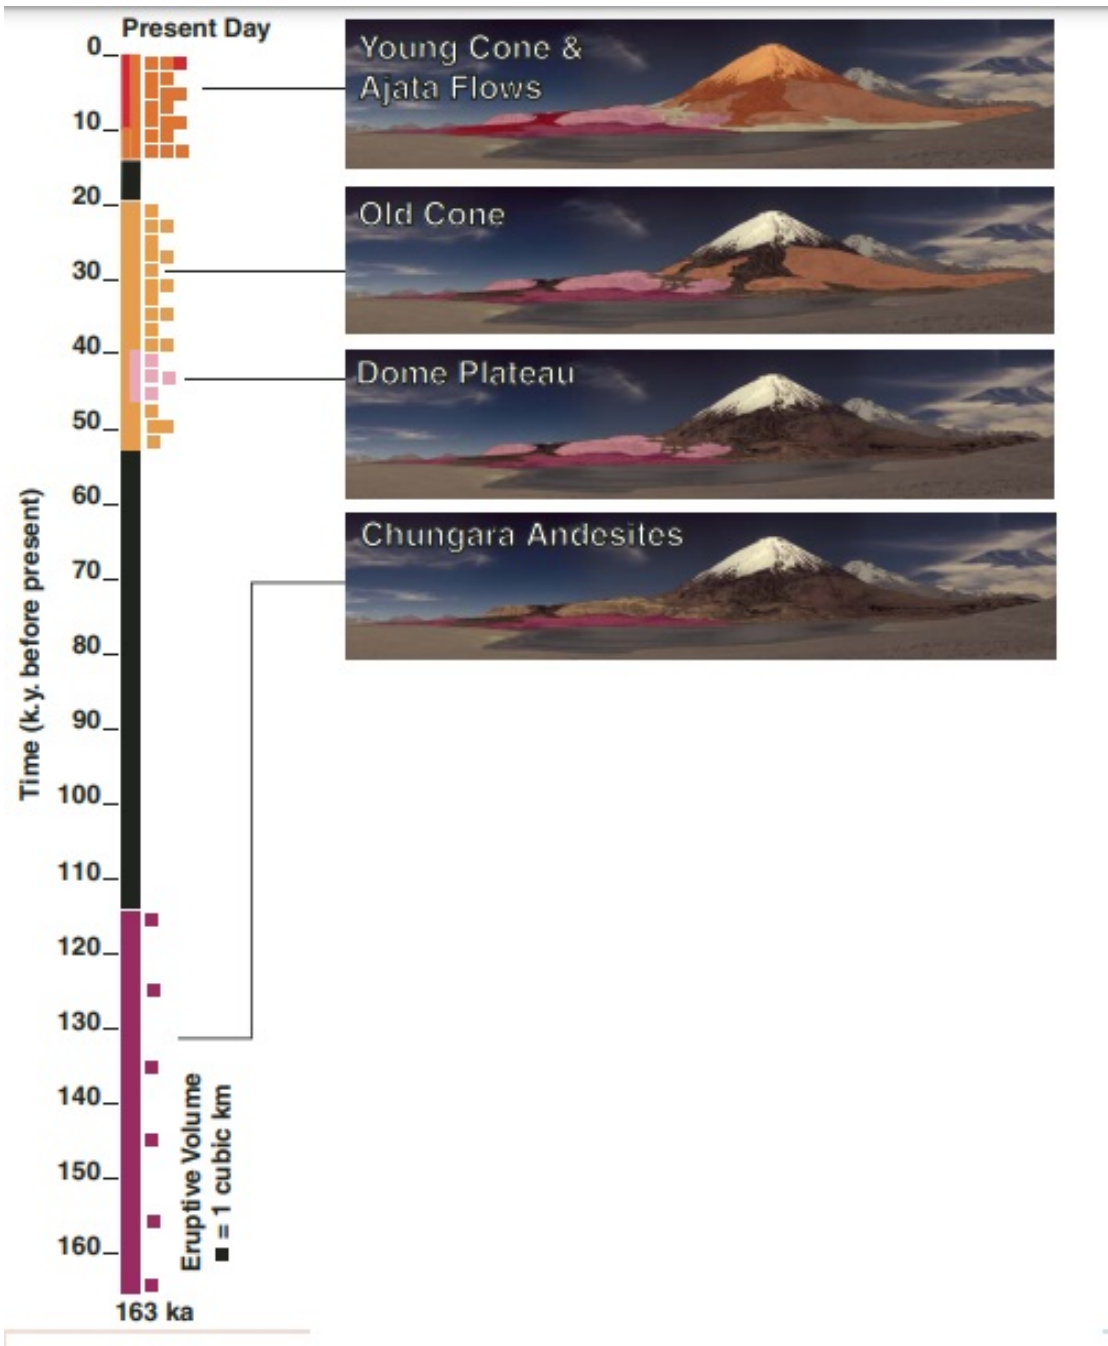 Present Day
0
10
20
30
40
50
60
70
80
90
100
110
120
130
140
150
160
163 ka
Time (k.y. before present)
Eruptive Volume
= 1 cubic km
Young Cone &
Ajata Flows
Old Cone
Dome Plateau
Chungara Andesites